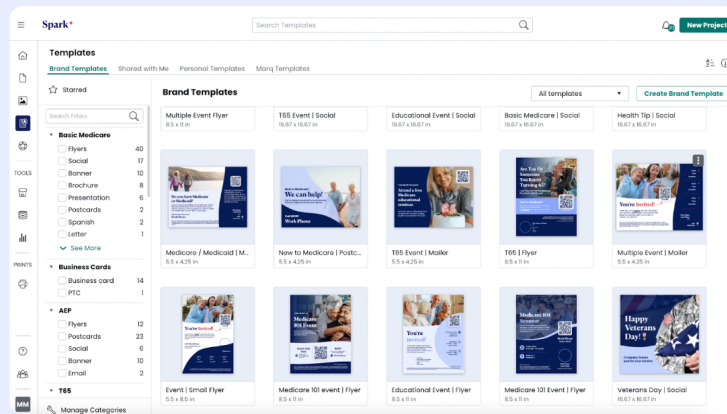 Spark
Search Templates
New Project
Templates
Brand Templates
Shared with Me
Personal Templates
Marq Templates
Starred
Brand Templates
All templates
Create Brand Template
Search Filters
Basic Medicare
Flyers 40
Social 17
Banner 10
Brochure 8
Presentation 6
Postcards 2
Spanish 2
Letter 1
See More
Business Cards
Business card 14
PTC 1
AEP
Flyers 12
Postcards 23
Social 6
Banner 10
Email 2
T65
Manage Categories
TOOLS
PRINTS
MM
Multiple Event Flyer
8.5 x 11 in
T65 Event | Social
16.67 x 16.67 in
Educational Event | Social
16.67 x 16.67 in
Basic Medicare | Social
16.67 x 16.67 in
Health Tip | Social
16.67 x 16.67 in
Do you have Medicare
or Medicaid?
Medicare / Medicaid | M...
5.5 x 4.25 in
We can help!
Work Phone
New to Medicare | Postc...
5.5 x 4.25 in
Attend a free
Medicare
educational
seminar.
T65 Event | Mailer
5.5 x 4.25 in
Are You Or
Someone You
Know
Turning 65?
T65 | Flyer
8.5 x 11 in
You're Invited!
Multiple Event | Mailer
5.5 x 4.25 in
You're Invited!
Event | Small Flyer
5.5 x 8.5 in
Medicare
101 Event
Medicare 101 event | Flyer
8.5 x 11 in
You're
invited!
Educational Event | Flyer
8.5 x 11 in
Medicare 101
Seminar
Medicare 101 Event | Flyer
8.5 x 11 in
Happy
Veterans
Day!
Veterans Day | Social
16.67 x 16.67 in